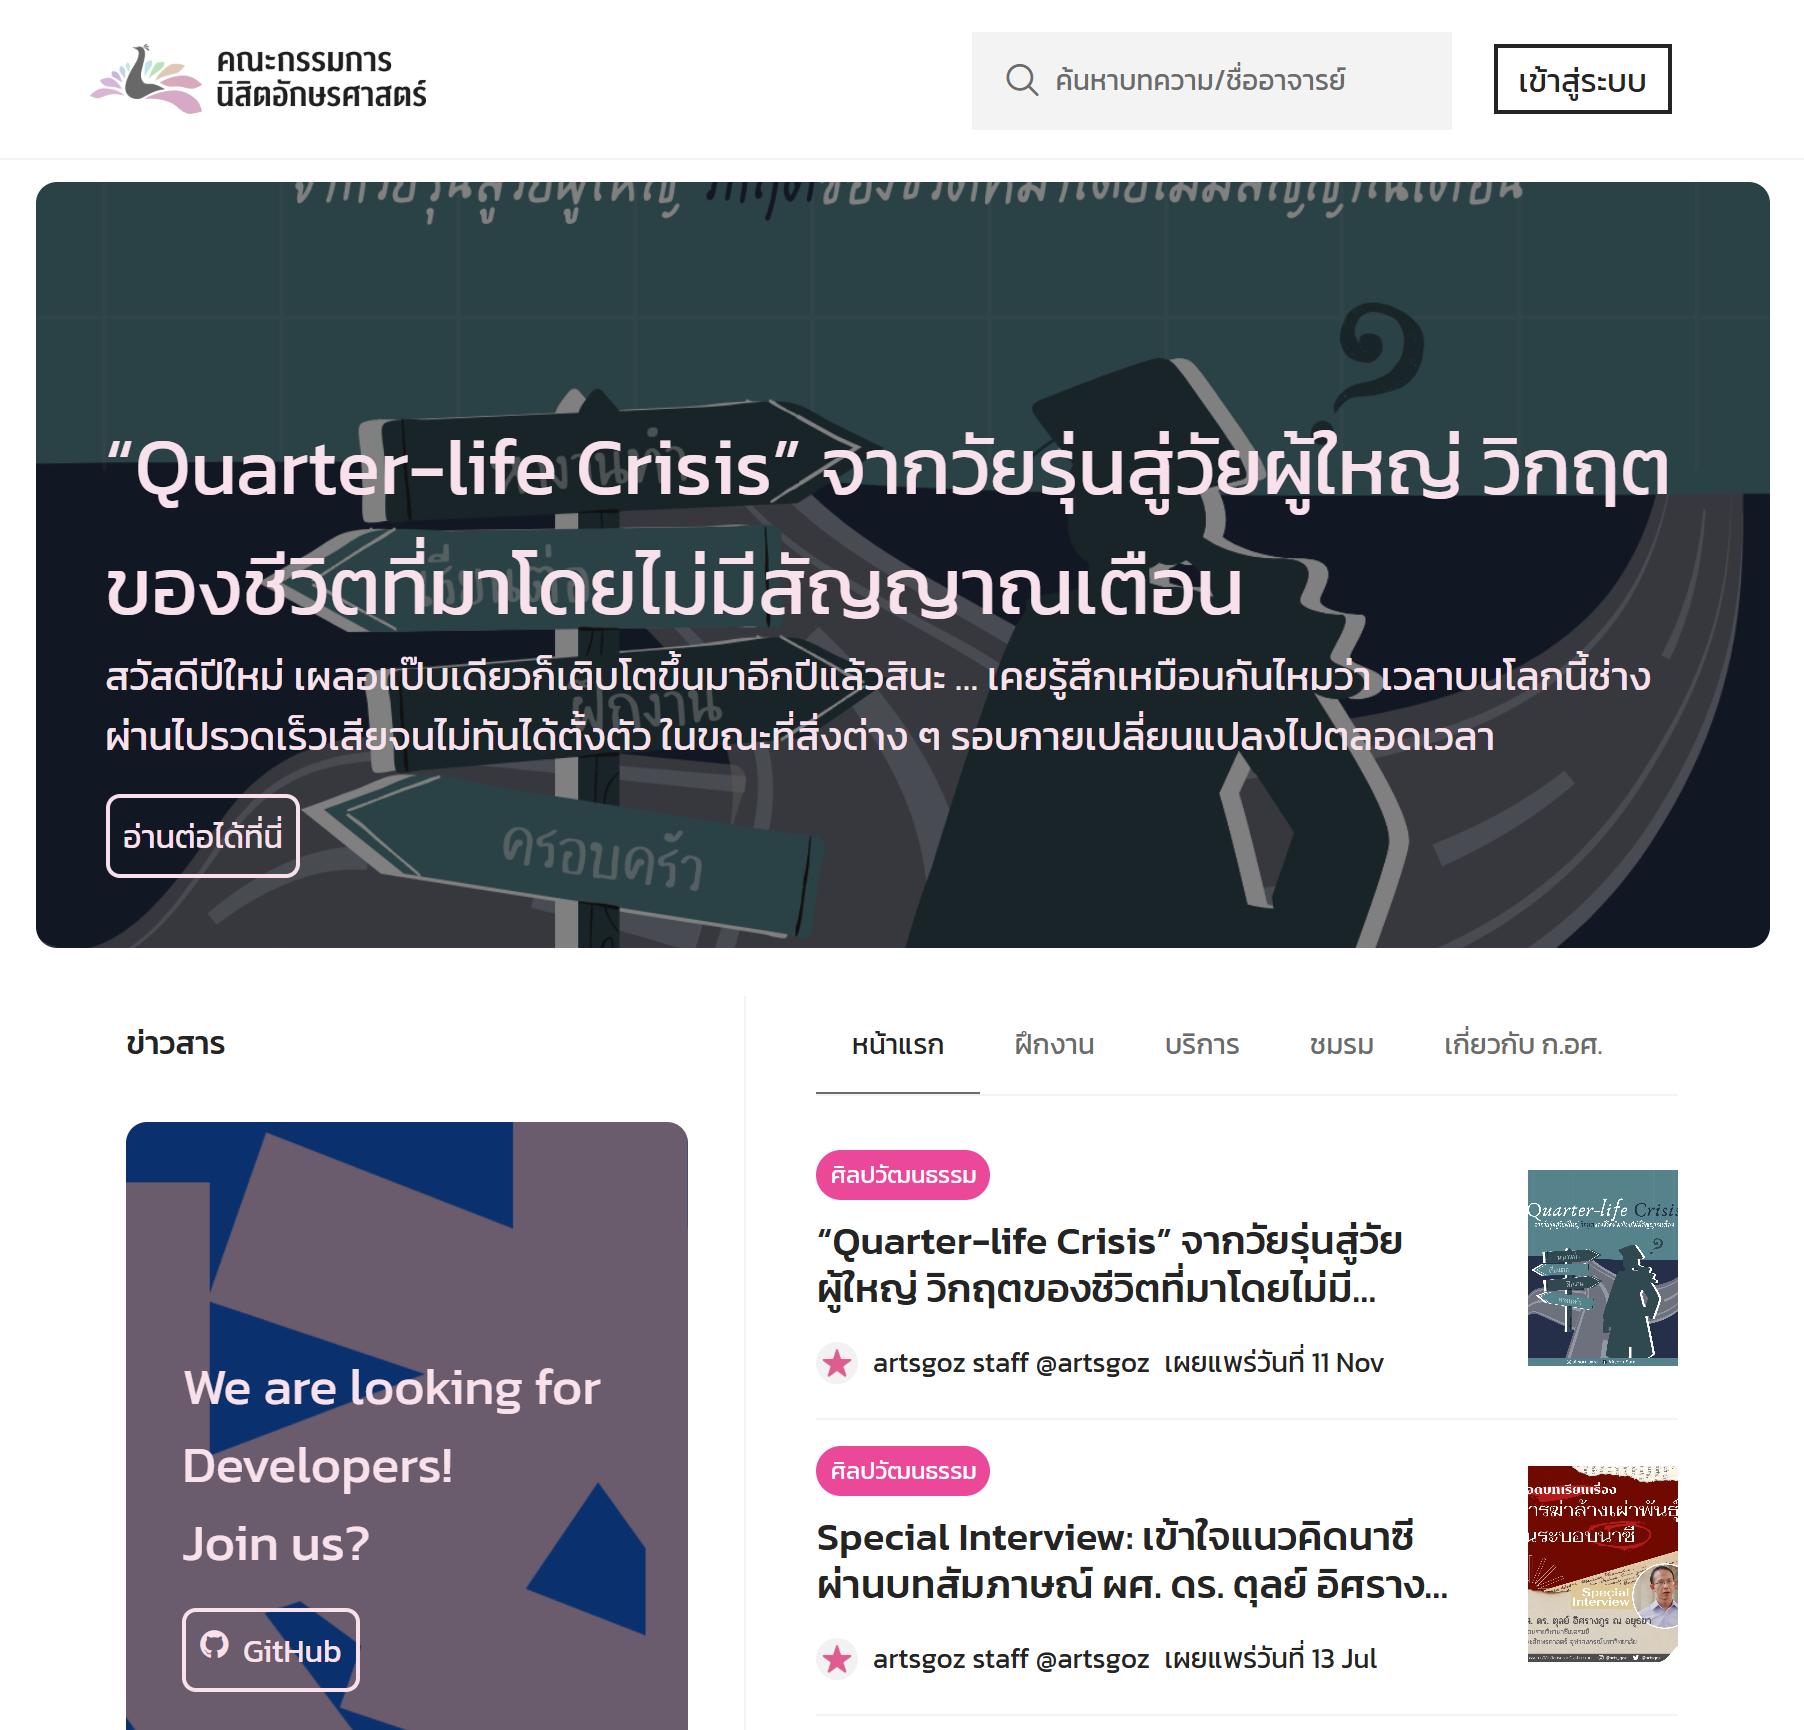 คณะกรรมการ
นิสิตอักษรศาสตร์
ค้นหาบทความ/ชื่ออาจารย์
เข้าสู่ระบบ
“Quarter-life Crisis” จากวัยรุ่นสู่วัยผู้ใหญ่ วิกฤต
ของชีวิตที่มาโดยไม่มีสัญญาณเตือน
สวัสดีปีใหม่ เผลอแป๊บเดียวก็เติบโตขึ้นมาอีกปีแล้วสินะ ... เคยรู้สึกเหมือนกันไหมว่า เวลาบนโลกนี้ช่าง
ผ่านไปรวดเร็วเสียจนไม่ทันได้ตั้งตัว ในขณะที่สิ่งต่าง ๆ รอบกายเปลี่ยนแปลงไปตลอดเวลา
ฝึกงาน
อ่านต่อได้ที่นี่
ครอบครัว
ข่าวสาร
We are looking for
Developers!
Join us?
GitHub
หน้าแรก
ฝึกงาน
บริการ
ชมรม
เกี่ยวกับ ก.อศ.
ศิลปวัฒนธรรม
“Quarter-life Crisis” จากวัยรุ่นสู่วัย
ผู้ใหญ่ วิกฤตของชีวิตที่มาโดยไม่มี...
artsgoz staff @artsgoz เผยแพร่วันที่ 11 Nov
Quarter-life Crisis
ศิลปวัฒนธรรม
Special Interview: เข้าใจแนวคิดนาซี
ผ่านบทสัมภาษณ์ ผศ. ดร. ตุลย์ อิศราง...
artsgoz staff @artsgoz เผยแพร่วันที่ 13 Jul
Special
Interview